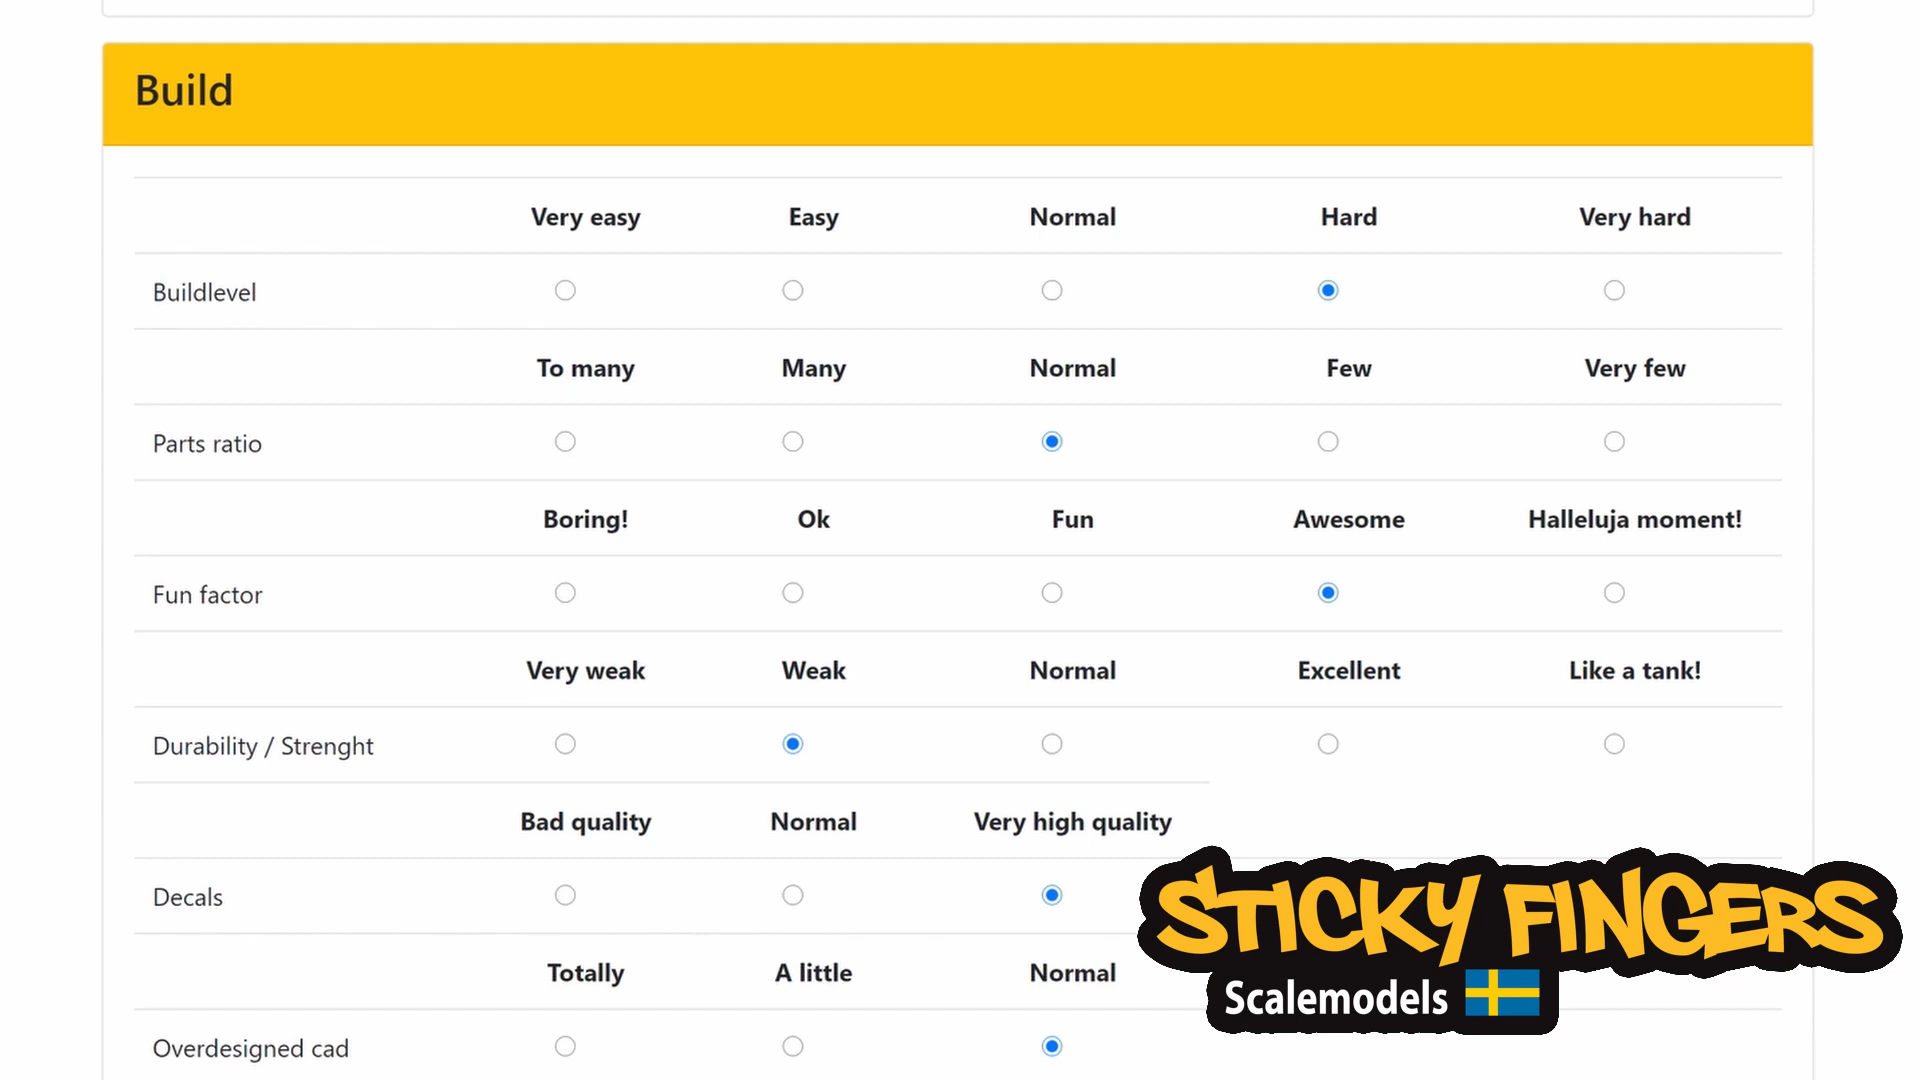 Build
Very easy Easy Normal Hard Very hard
Buildlevel
To many Many Normal Few Very few
Parts ratio
Boring! Ok Fun Awesome Halleluja moment!
Fun factor
Very weak Weak Normal Excellent Like a tank!
Durability / Strenght
Bad quality Normal Very high quality
Decals
STICKY FINGERS
Totally A little Normal
Scalemodels
Overdesigned cad